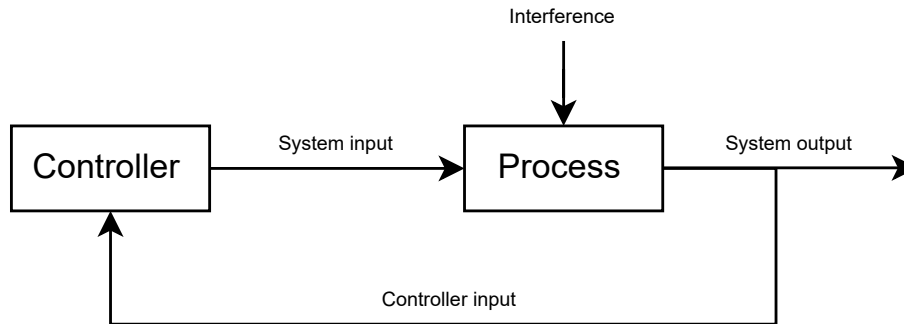 Interference
Controller
System input
Process
System output
Controller input